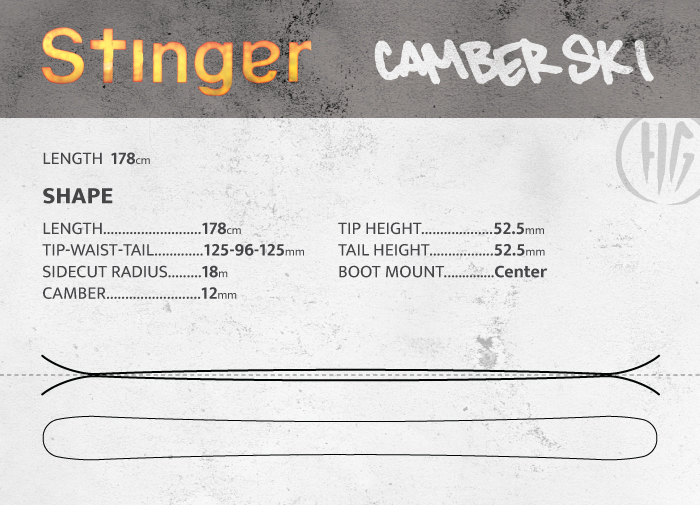 Stinger CAMBER SKI
HG
LENGTH 178cm
SHAPE
LENGTH..........................178cm
TIP-WAIST-TAIL.............125-96-125mm
SIDECUT RADIUS.........18m
CAMBER.........................12mm
TIP HEIGHT...................52.5mm
TAIL HEIGHT.................52.5mm
BOOT MOUNT.............Center